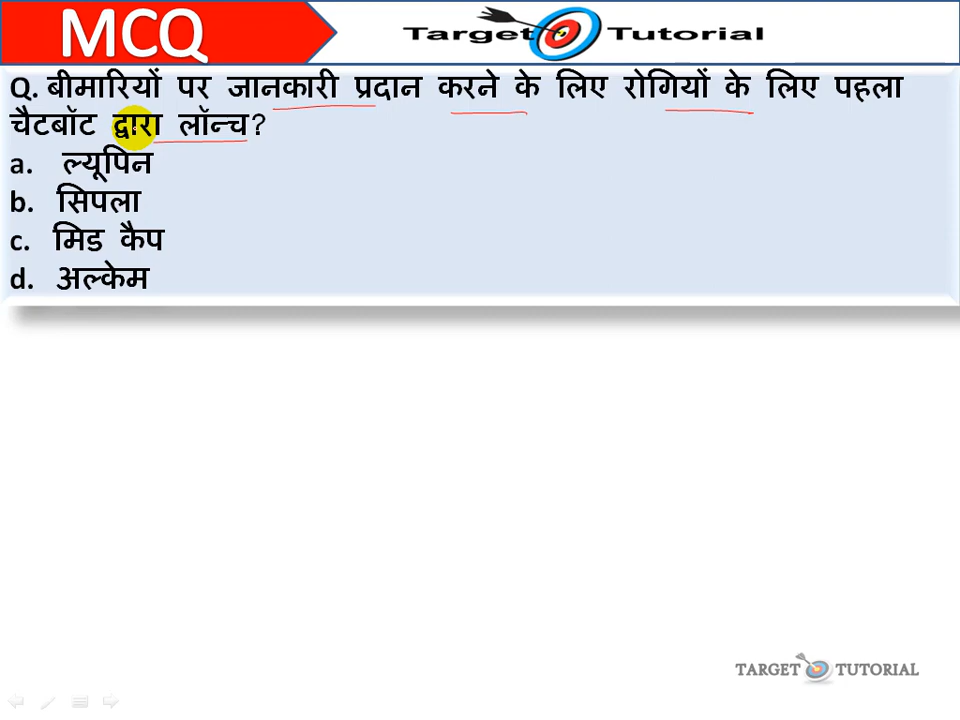 MCQ
Target Tutorial
Q. बीमारियों पर जानकारी प्रदान करने के लिए रोगियों के लिए पहला
चैटबॉट द्वारा लॉन्च?
a. ल्यूपिन
b. सिपला
c. मिड कैप
d. अल्केम
TARGET TUTORIAL